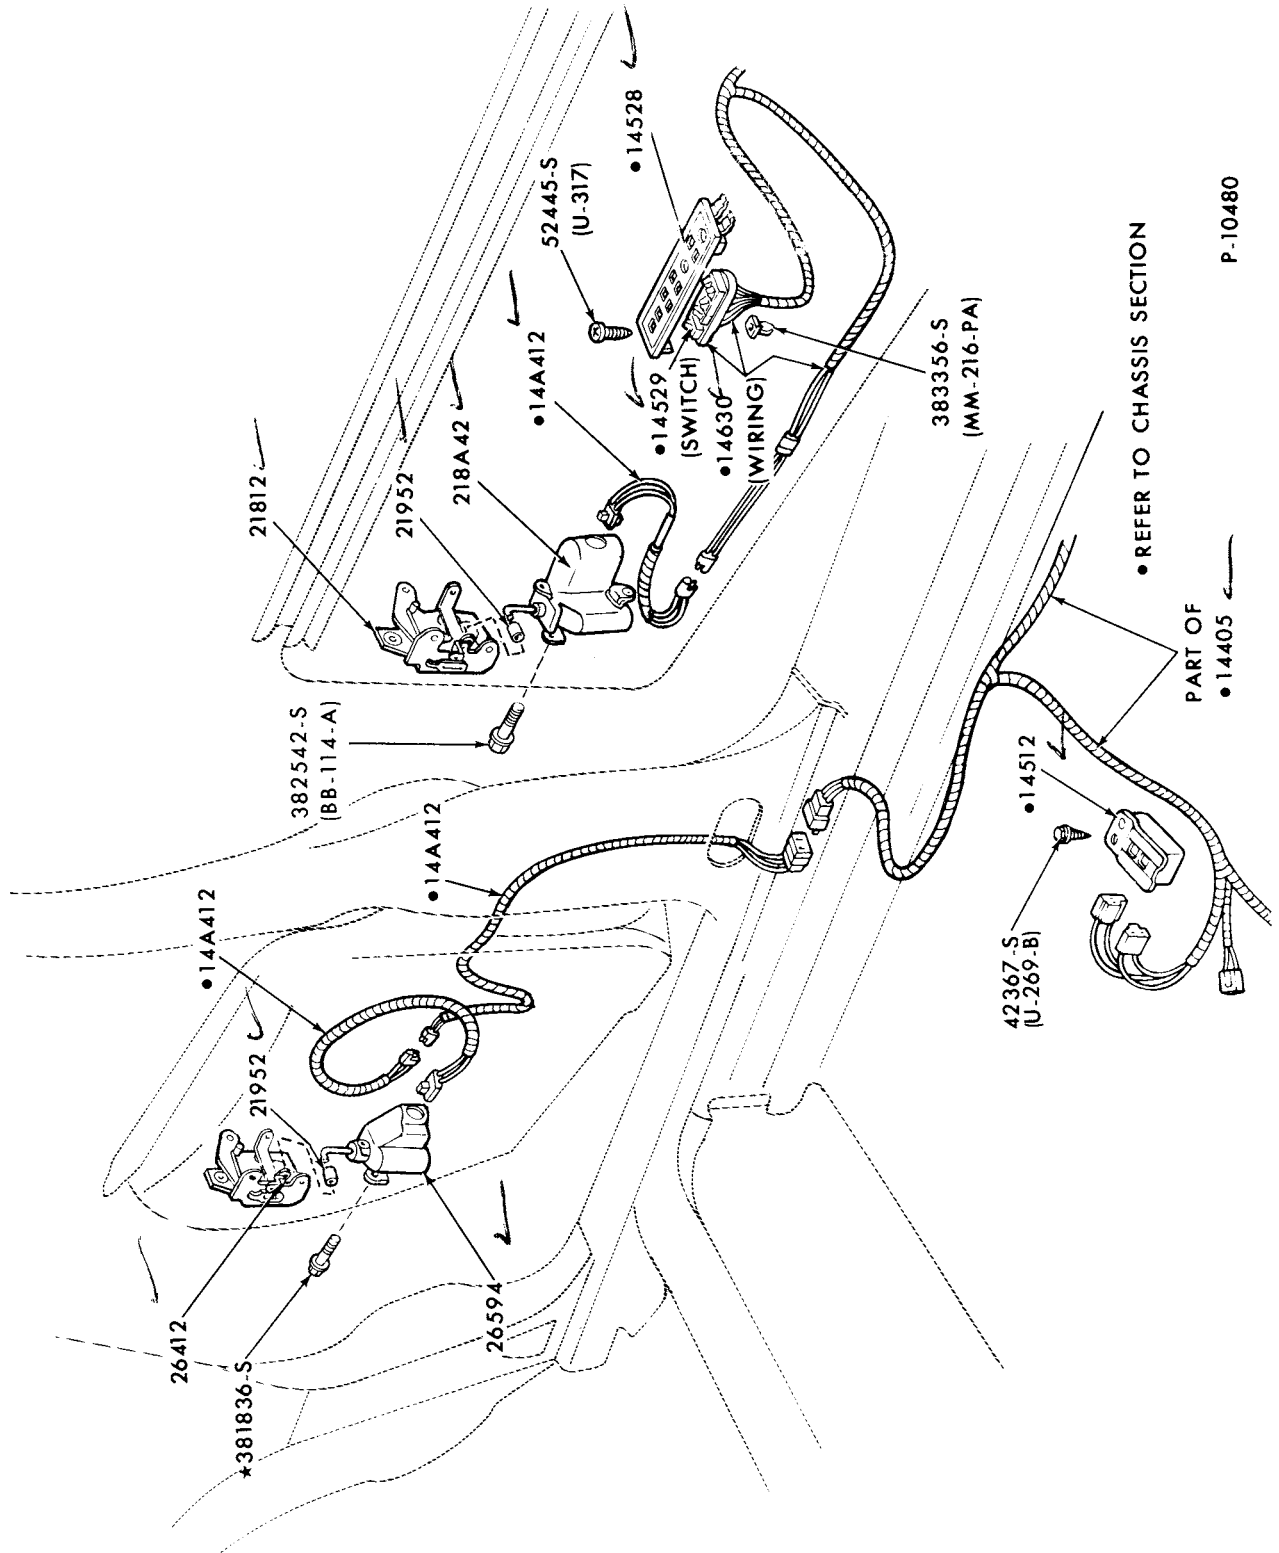 26412
★381836-S
26594
21952
●14A412
●14A412
382542-S
(BB-114-A)
21812
21952
218A42
●14A412
52445-S
(U-317)
●14528
●14529
(SWITCH)
●14630
(WIRING)
383356-S
(MM-216-PA)
42367-S
(U-269-B)
●14512
PART OF
●14405
●REFER TO CHASSIS SECTION
P-10480